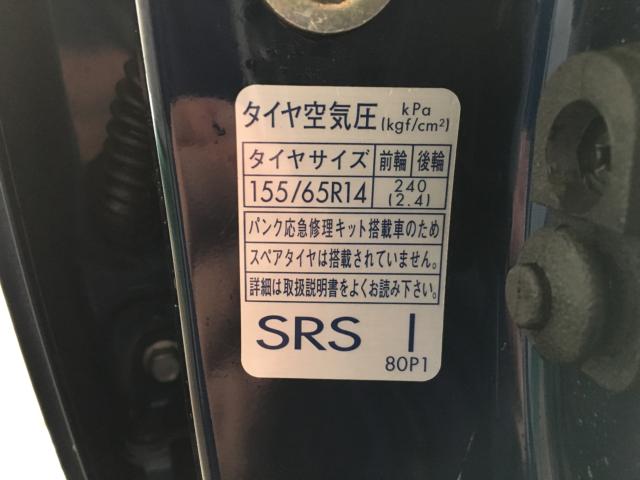 タイヤ空気圧 kPa (kgf/cm²)
タイヤサイズ 前輪 後輪
155/65R14 240 (2.4)
パンク応急修理キット搭載車のため
スペアタイヤは搭載されていません。
詳細は取扱説明書をよくお読み下さい。
SRS I
80P1